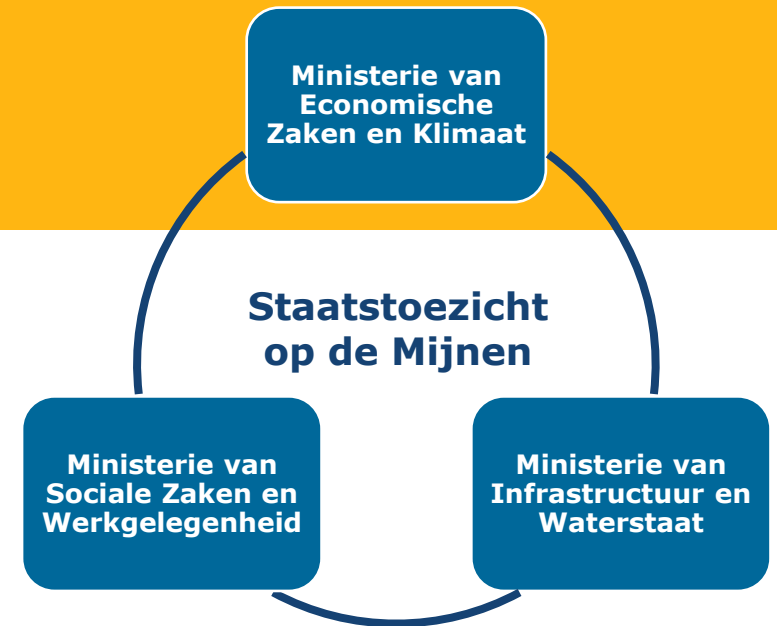 Ministerie van
Economische
Zaken en Klimaat
Staatstoezicht
op de Mijnen
Ministerie van
Sociale Zaken en
Werkgelegenheid
Ministerie van
Infrastructuur en
Waterstaat